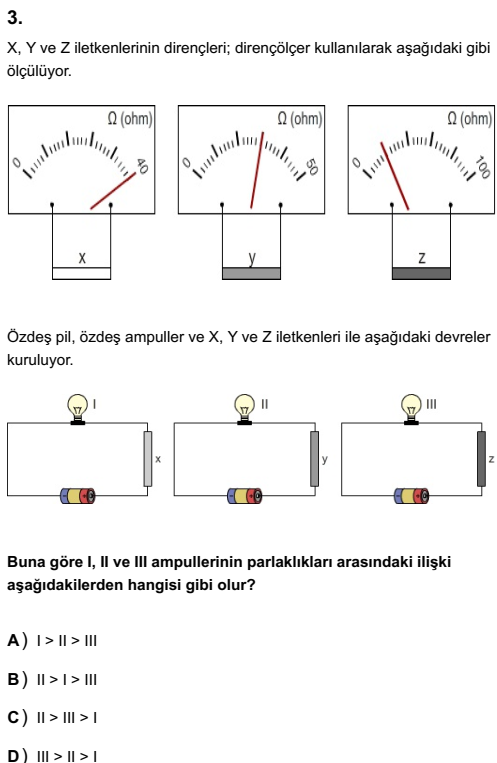 3.
X, Y ve Z iletkenlerinin dirençleri; dirençölçer kullanılarak aşağıdaki gibi
ölçülüyor.
Ω (ohm)
0
40
x
Ω (ohm)
0
50
y
Ω (ohm)
0
100
z
Özdeş pil, özdeş ampuller ve X, Y ve Z iletkenleri ile aşağıdaki devreler
kuruluyor.
I
x
II
y
III
z
Buna göre I, II ve III ampullerinin parlaklıkları arasındaki ilişki
aşağıdakilerden hangisi gibi olur?
A) I > II > III
B) II > I > III
C) II > III > I
D) III > II > I